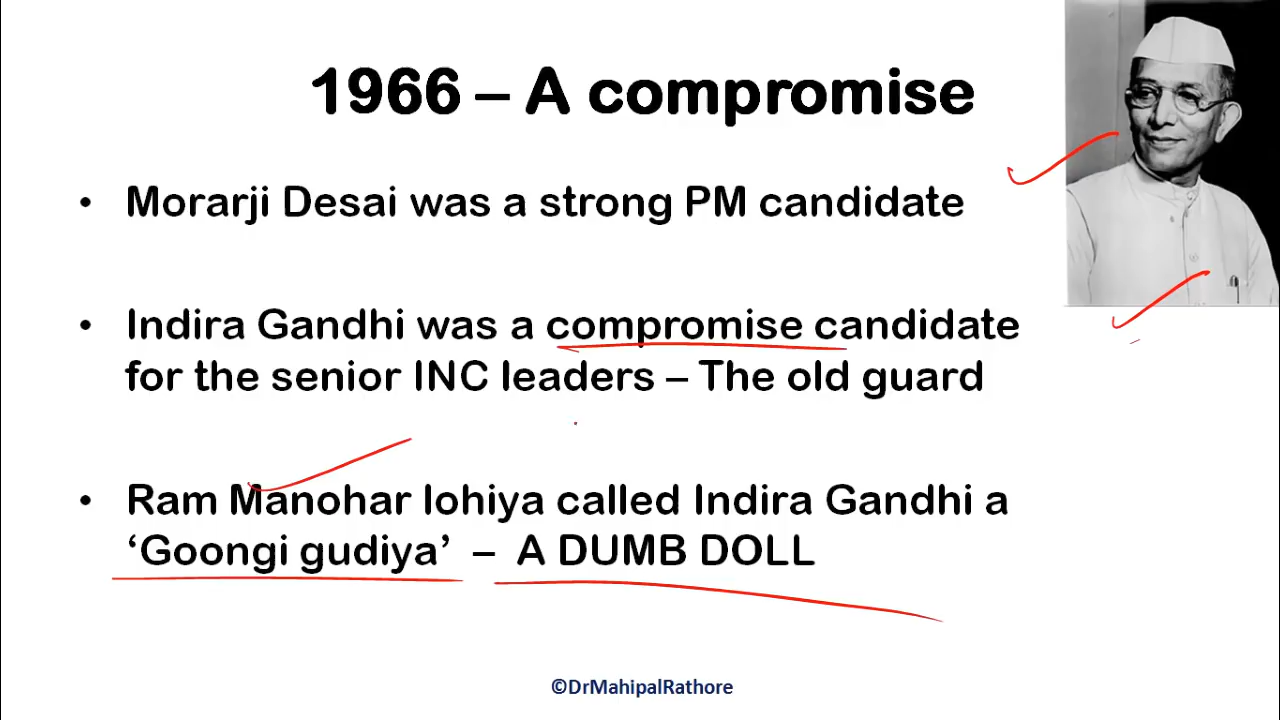 1966 – A compromise
• Morarji Desai was a strong PM candidate
• Indira Gandhi was a compromise candidate
for the senior INC leaders – The old guard
• Ram Manohar lohiya called Indira Gandhi a
‘Goongi gudiya’ – A DUMB DOLL
©DrMahipalRathore